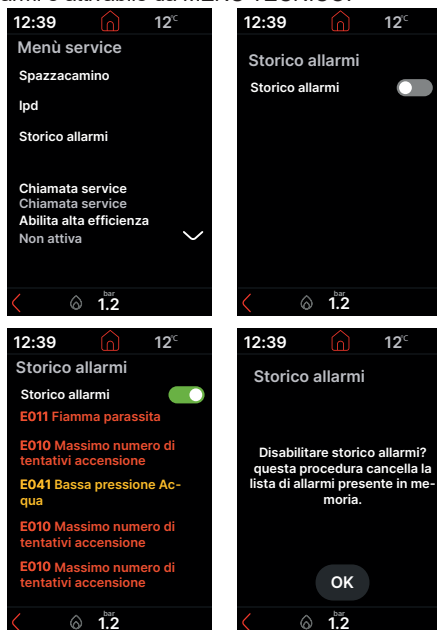 12:39 12°C
Menù service
Spazzacamino
Ipd
Storico allarmi
Chiamata service
Chiamata service
Abilita alta efficienza
Non attiva
bar
1.2
12:39 12°C
Storico allarmi
Storico allarmi
bar
1.2
12:39 12°C
Storico allarmi
Storico allarmi
E011 Fiamma parassita
E010 Massimo numero di
tentativi accensione
E041 Bassa pressione Ac-
qua
E010 Massimo numero di
tentativi accensione
E010 Massimo numero di
tentativi accensione
bar
1.2
12:39 12°C
Storico allarmi
Disabilitare storico allarmi?
questa procedura cancella la
lista di allarmi presente in me-
moria.
OK
bar
1.2